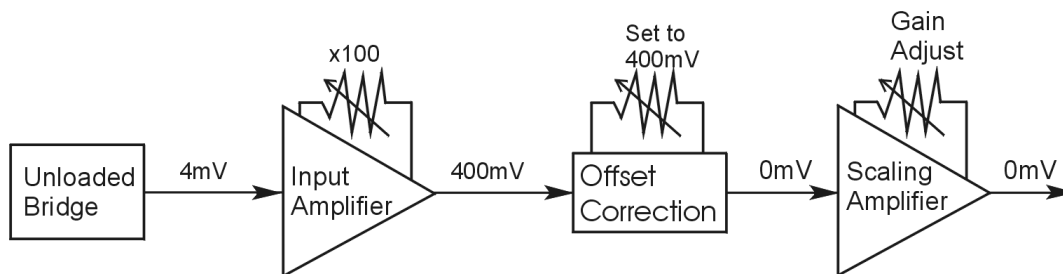 x100
Set to
400mV
Gain
Adjust
Unloaded
Bridge
4mV
Input
Amplifier
400mV
Offset
Correction
0mV
Scaling
Amplifier
0mV